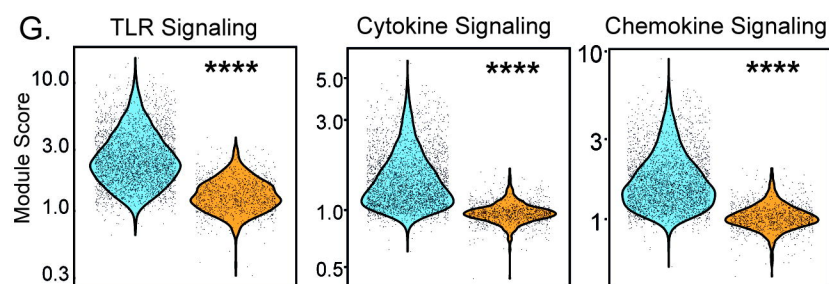 G.
TLR Signaling
Cytokine Signaling
Chemokine Signaling
Module Score
10.0
3.0
1.0
0.3
****
5.0
3.0
1.0
0.5
****
10
3
1
****